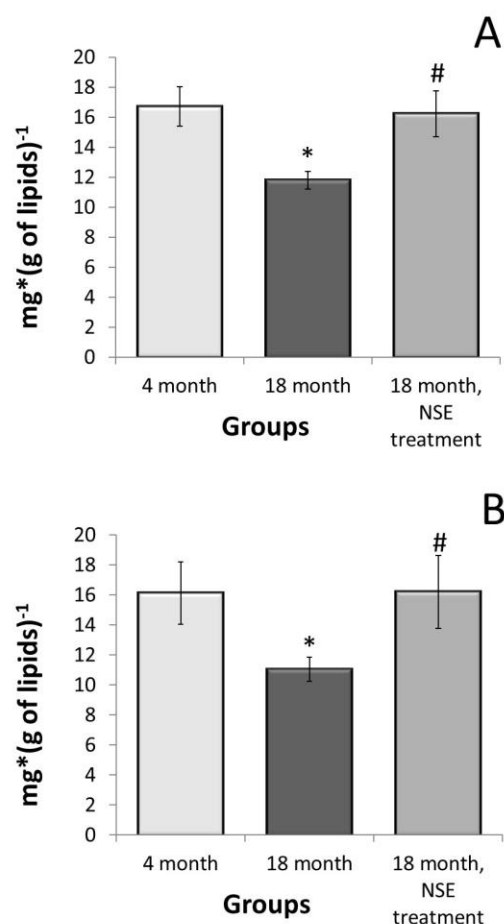 A
20
18
16
14
12
10
8
6
4
2
0
mg*(g of lipids)-1
*
#
4 month
18 month
18 month,
NSE
treatment
Groups
B
20
18
16
14
12
10
8
6
4
2
0
mg*(g of lipids)-1
*
#
4 month
18 month
18 month,
NSE
treatment
Groups